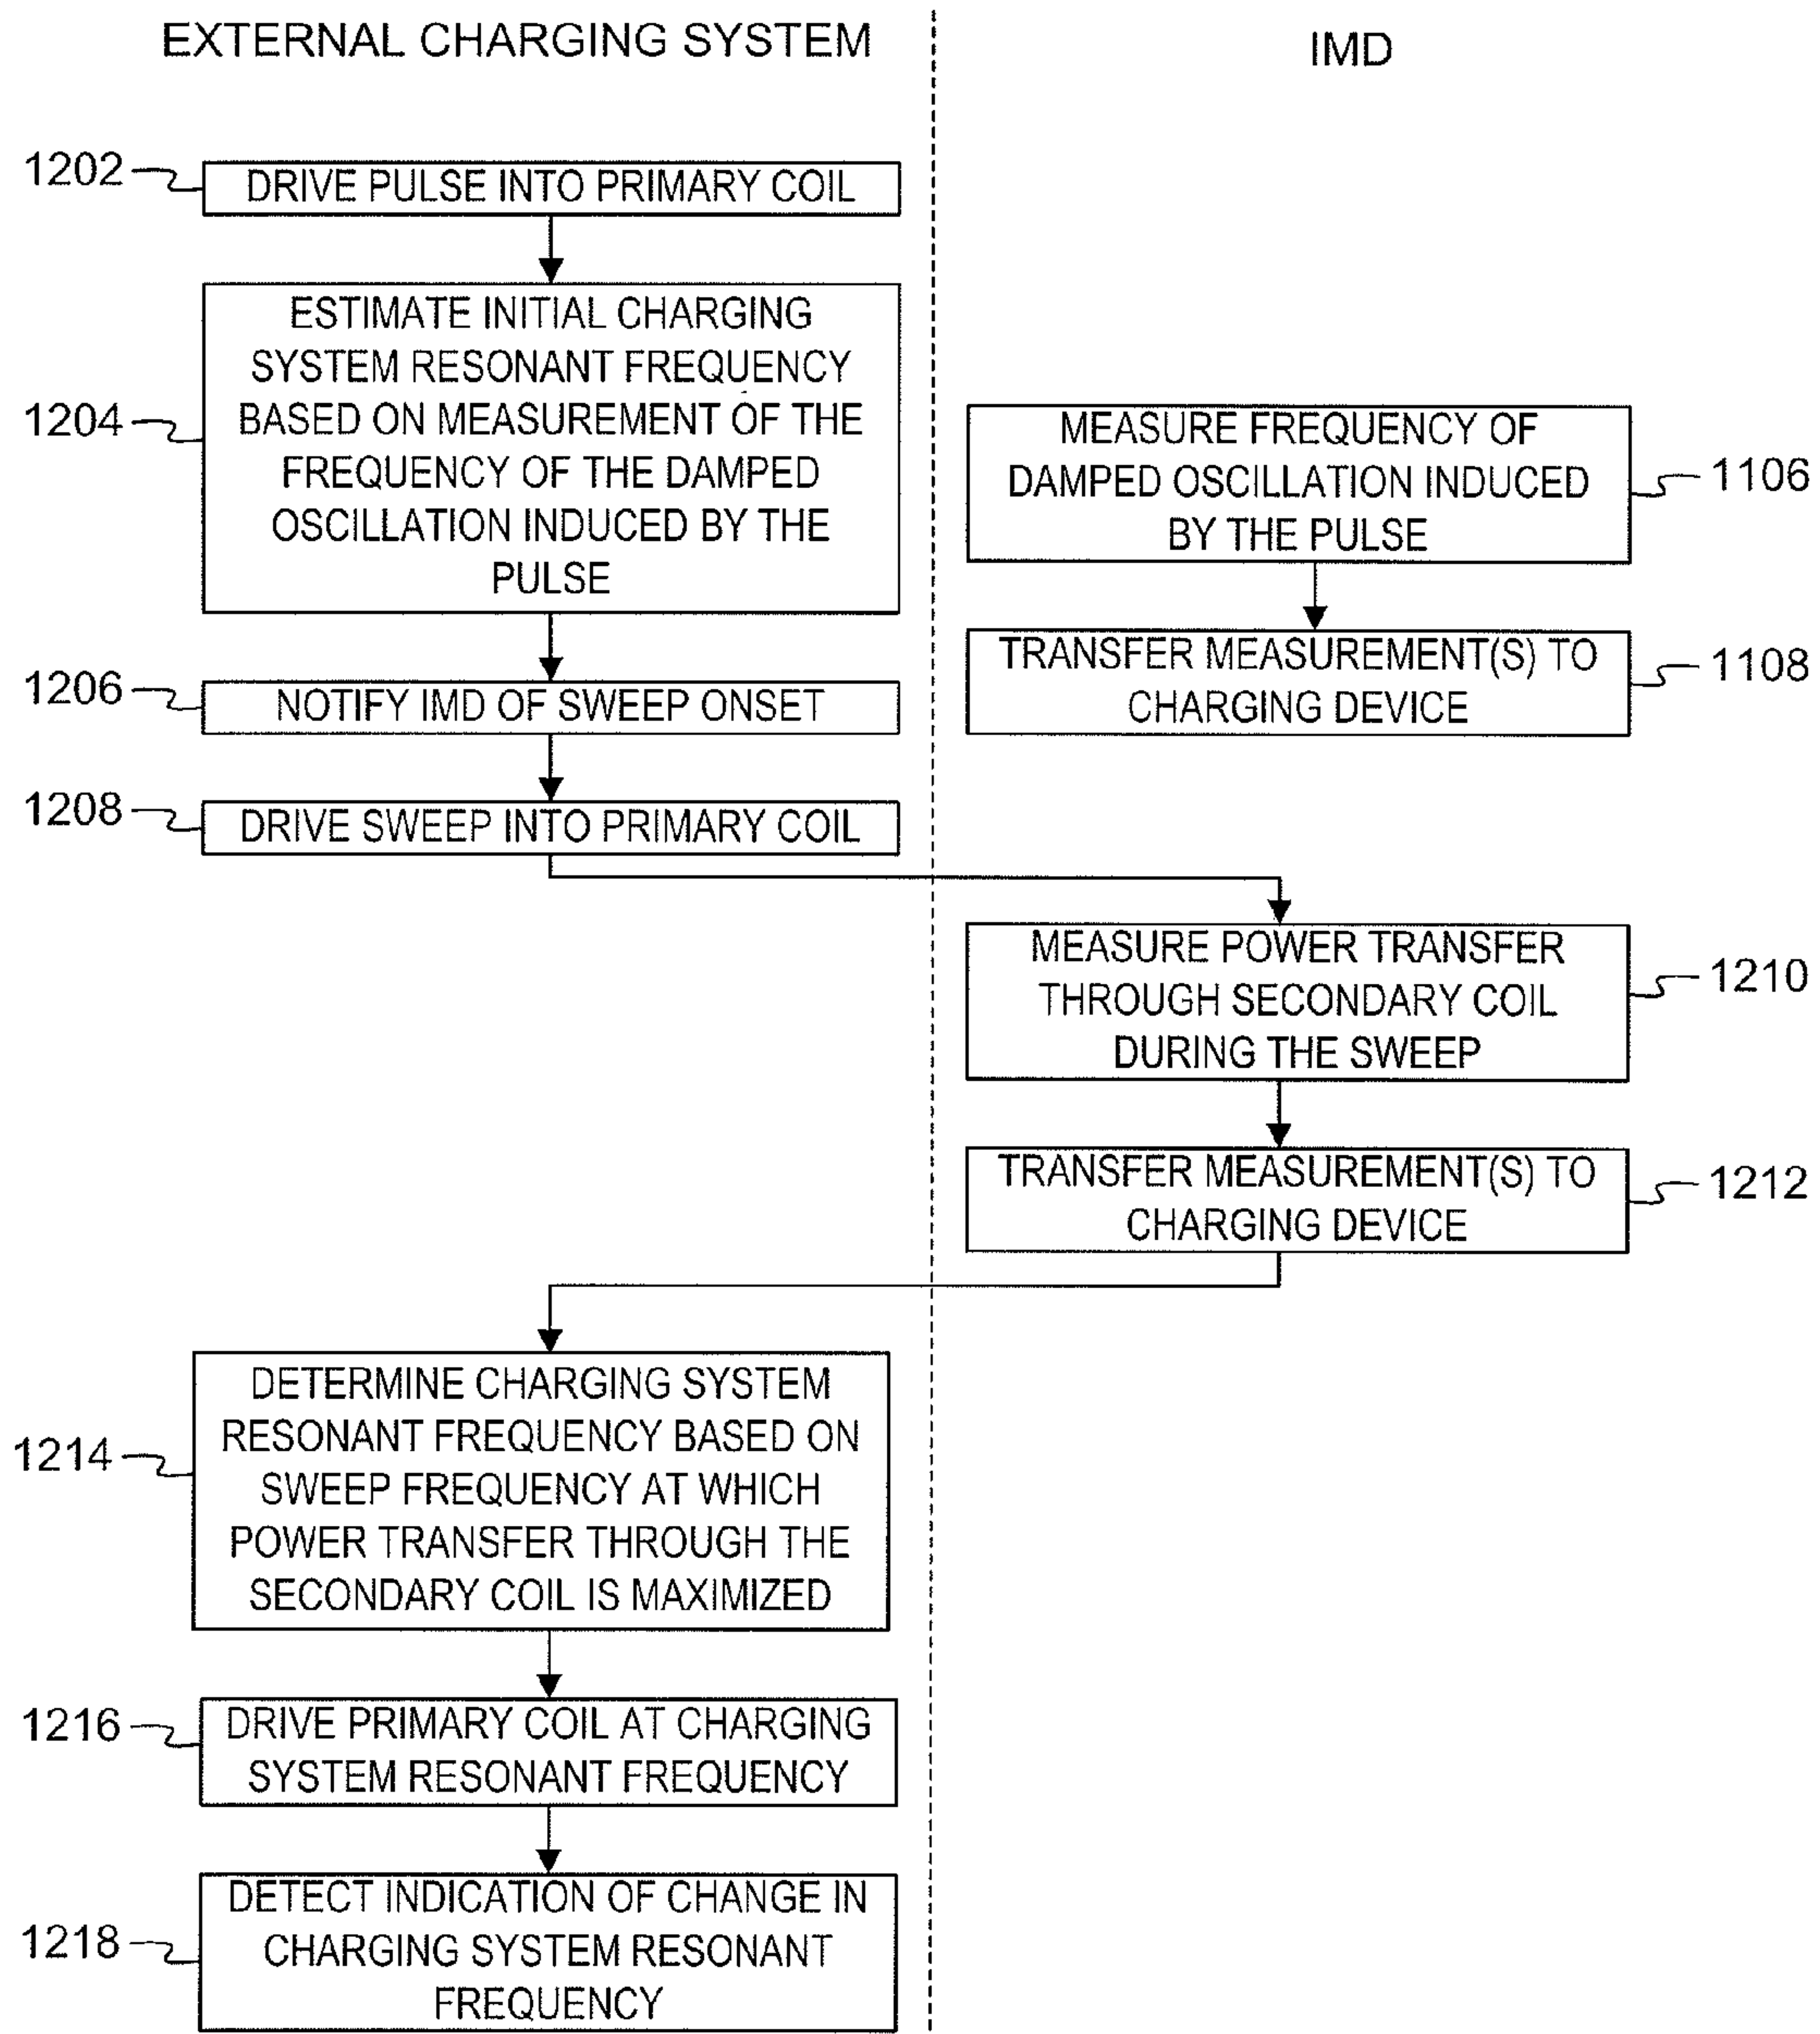 EXTERNAL CHARGING SYSTEM
IMD
1202
DRIVE PULSE INTO PRIMARY COIL
1204
ESTIMATE INITIAL CHARGING
SYSTEM RESONANT FREQUENCY
BASED ON MEASUREMENT OF THE
FREQUENCY OF THE DAMPED
OSCILLATION INDUCED BY THE
PULSE
MEASURE FREQUENCY OF
DAMPED OSCILLATION INDUCED
BY THE PULSE
1106
TRANSFER MEASUREMENT(S) TO
CHARGING DEVICE
1108
1206
NOTIFY IMD OF SWEEP ONSET
1208
DRIVE SWEEP INTO PRIMARY COIL
MEASURE POWER TRANSFER
THROUGH SECONDARY COIL
DURING THE SWEEP
1210
TRANSFER MEASUREMENT(S) TO
CHARGING DEVICE
1212
1214
DETERMINE CHARGING SYSTEM
RESONANT FREQUENCY BASED ON
SWEEP FREQUENCY AT WHICH
POWER TRANSFER THROUGH THE
SECONDARY COIL IS MAXIMIZED
1216
DRIVE PRIMARY COIL AT CHARGING
SYSTEM RESONANT FREQUENCY
1218
DETECT INDICATION OF CHANGE IN
CHARGING SYSTEM RESONANT
FREQUENCY